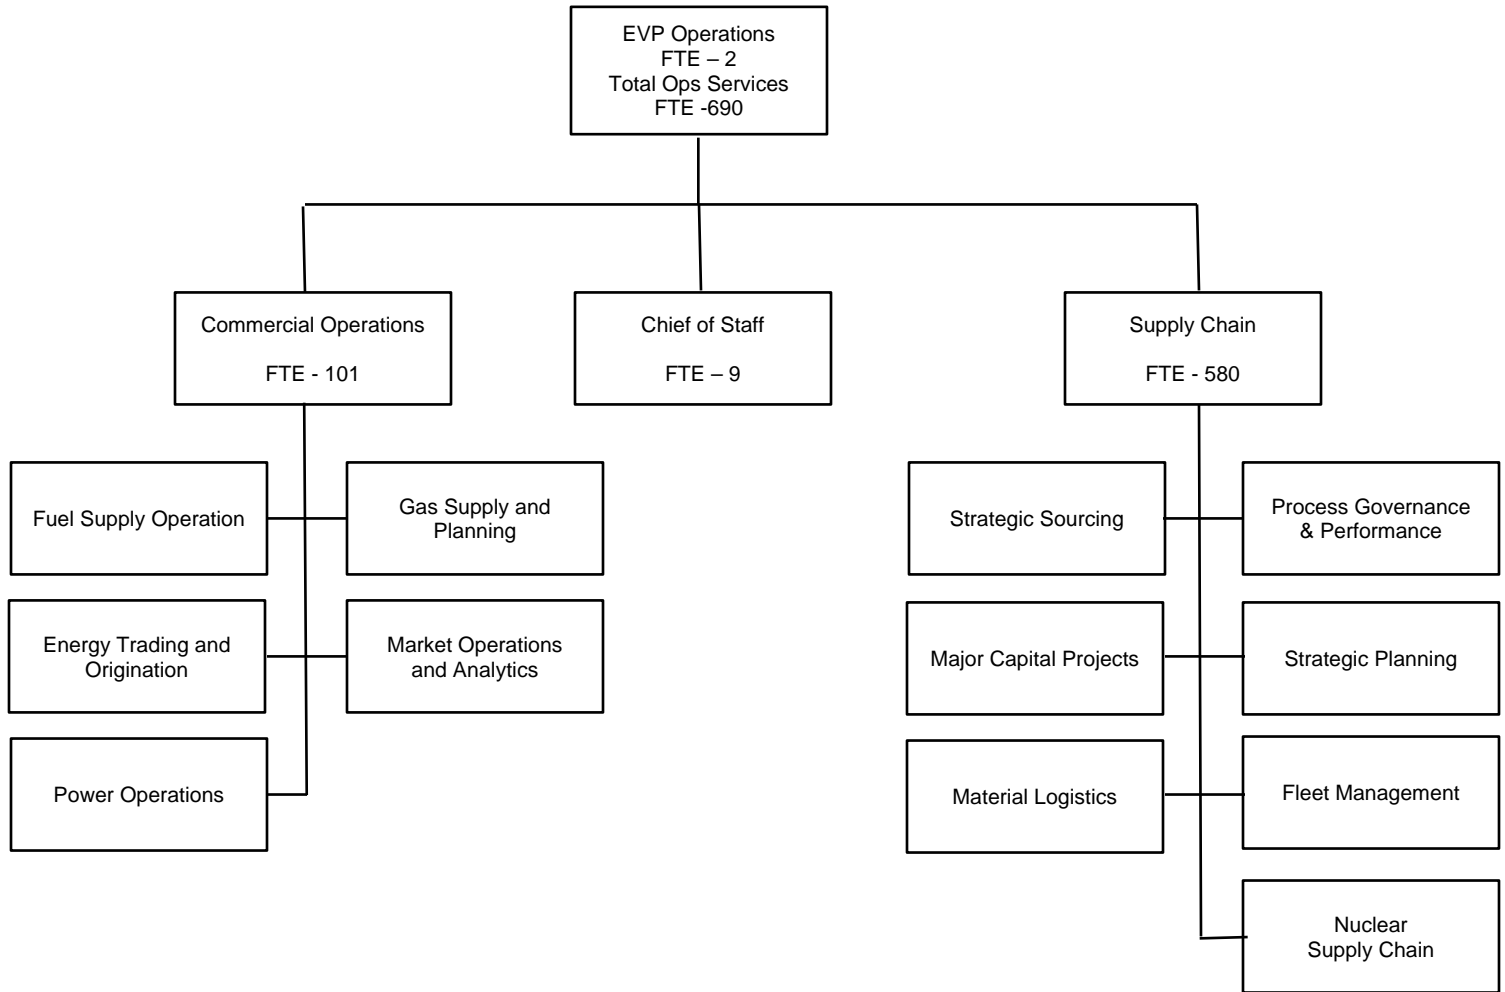 EVP Operations
FTE – 2
Total Ops Services
FTE -690
Commercial Operations
FTE - 101
Chief of Staff
FTE – 9
Supply Chain
FTE - 580
Fuel Supply Operation
Gas Supply and
Planning
Energy Trading and
Origination
Market Operations
and Analytics
Power Operations
Strategic Sourcing
Process Governance
& Performance
Major Capital Projects
Strategic Planning
Material Logistics
Fleet Management
Nuclear
Supply Chain